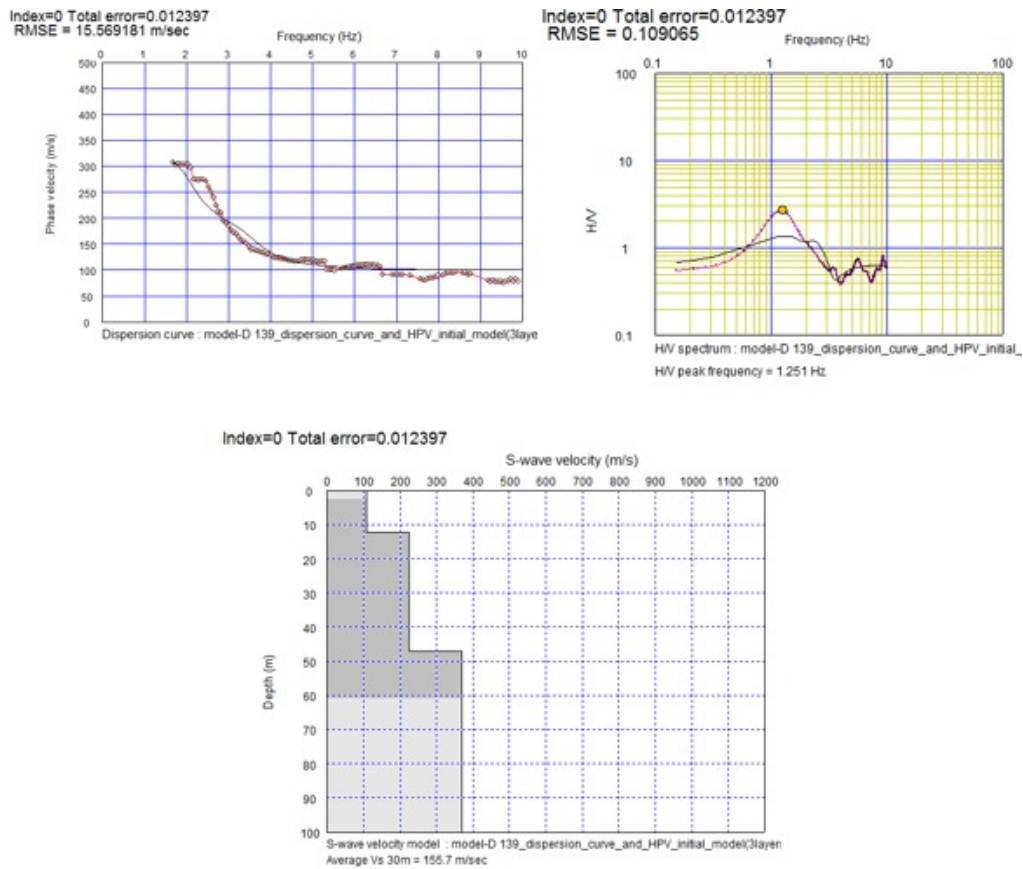 Index=0 Total error=0.012397
RMSE = 15.569181 m/sec
Frequency (Hz)
0 1 2 3 4 5 6 7 8 9 10
500
450
400
350
300
250
200
150
100
50
0
Phase velocity (m/s)
Dispersion curve : model-D 139_dispersion_curve_and_HPV_initial_model(3laye
Index=0 Total error=0.012397
RMSE = 0.109065
Frequency (Hz)
0.1 1 10 100
100
10
1
0.1
H/V
H/V spectrum : model-D 139_dispersion_curve_and_HPV_initial_
H/V peak frequency = 1.251 Hz
Index=0 Total error=0.012397
S-wave velocity (m/s)
0 100 200 300 400 500 600 700 800 900 1000 1100 1200
0
10
20
30
40
50
60
70
80
90
100
Depth (m)
S-wave velocity model : model-D 139_dispersion_curve_and_HPV_initial_model(3layers
Average Vs 30m = 155.7 m/sec